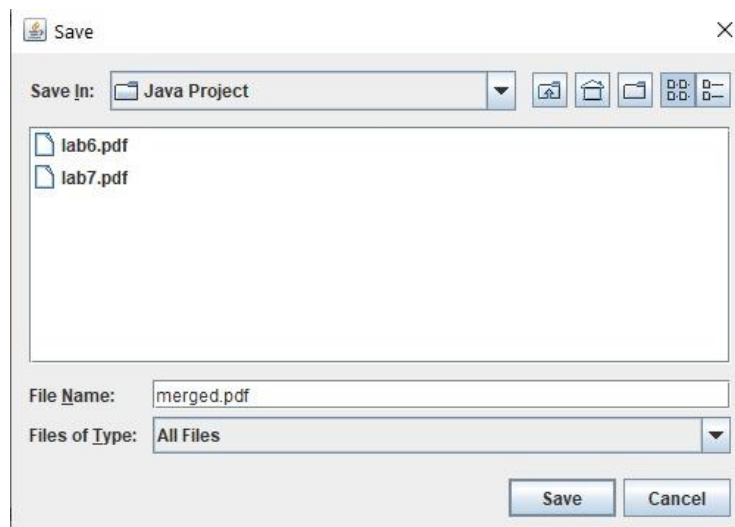 Save
Save In: Java Project
lab6.pdf
lab7.pdf
File Name: merged.pdf
Files of Type: All Files
Save Cancel